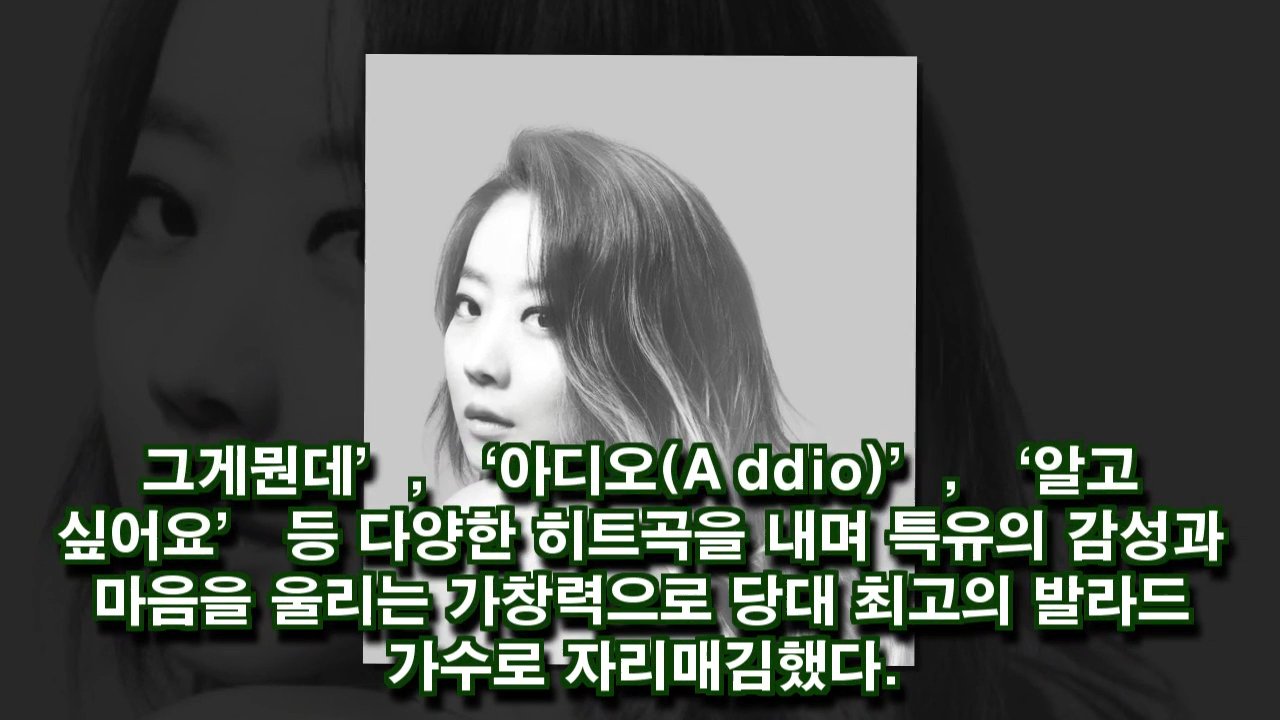 그게뭔데’ , ‘아디오(A ddio)’ , ‘알고
싶어요’ 등 다양한 히트곡을 내며 특유의 감성과
마음을 울리는 가창력으로 당대 최고의 발라드
가수로 자리매김했다.